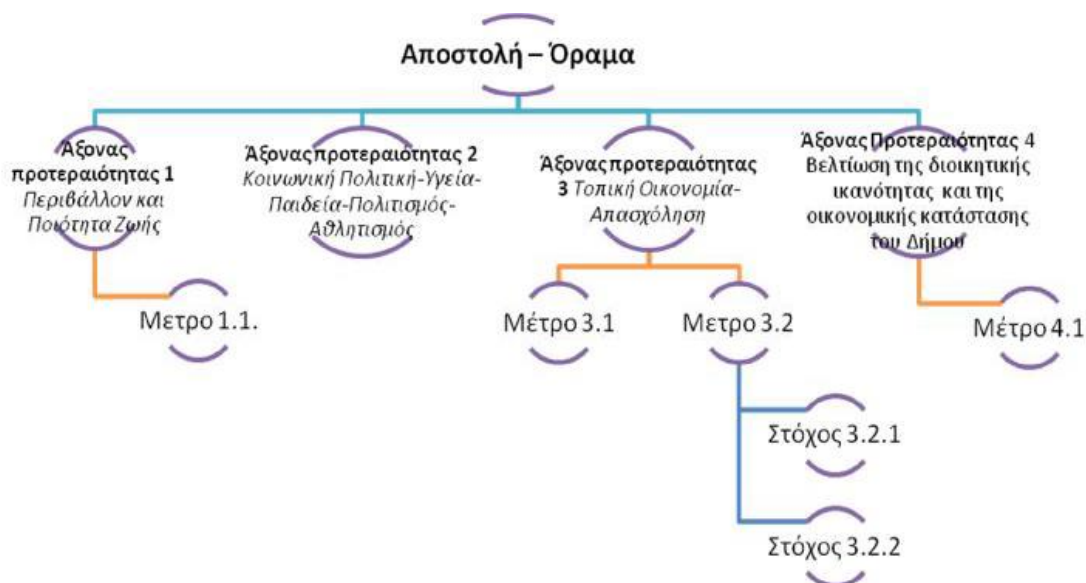 Αποστολή – Όραμα
Άξονας
προτεραιότητας 1
Περιβάλλον και
Ποιότητα Ζωής
Άξονας προτεραιότητας 2
Κοινωνική Πολιτική-Υγεία-
Παιδεία-Πολιτισμός-
Αθλητισμός
Άξονας προτεραιότητας
3 Τοπική Οικονομία-
Απασχόληση
Άξονας Προτεραιότητας 4
Βελτίωση της διοικητικής
ικανότητας και της
οικονομικής κατάστασης
του Δήμου
Μετρο 1.1.
Μέτρο 3.1
Μετρο 3.2
Μέτρο 4.1
Στόχος 3.2.1
Στόχος 3.2.2